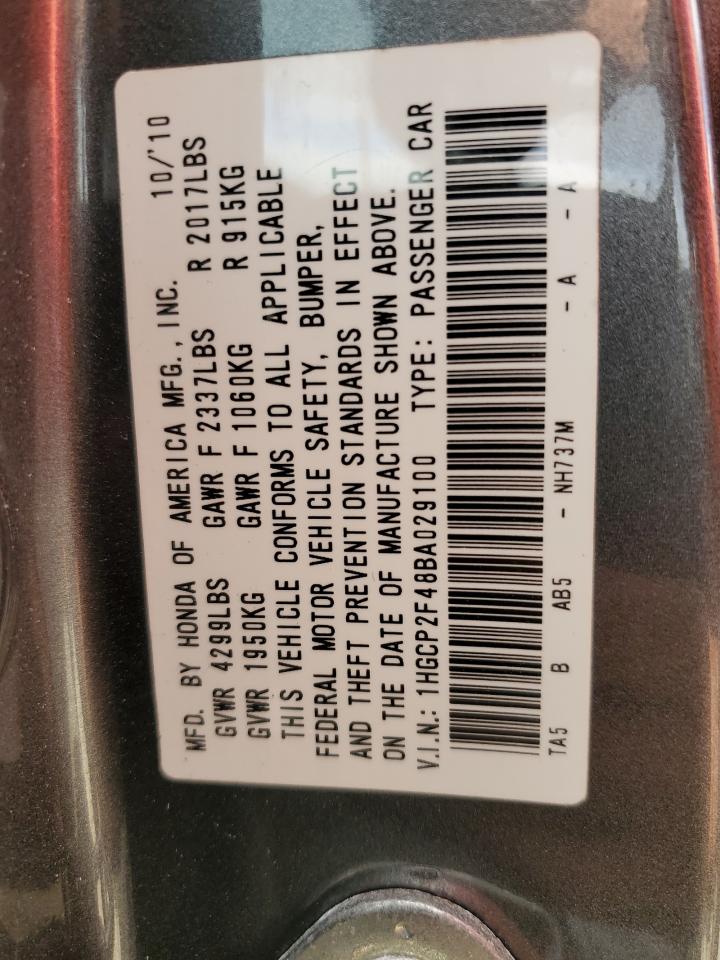 MFD. BY HONDA OF AMERICA MFG., INC. 10/'10
GVWR 4299LBS GAWR F 2337LBS R 2017LBS
GVWR 1950KG GAWR F 1060KG R 915KG
THIS VEHICLE CONFORMS TO ALL APPLICABLE
FEDERAL MOTOR VEHICLE SAFETY, BUMPER,
AND THEFT PREVENTION STANDARDS IN EFFECT
ON THE DATE OF MANUFACTURE SHOWN ABOVE.
V.I.N.: 1HGCP2F48BA029100 TYPE: PASSENGER CAR
TA5 B AB5 - NH737M - A - A